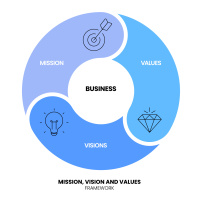 MISSION
VALUES
BUSINESS
VISIONS
MISSION, VISION AND VALUES
FRAMEWORK